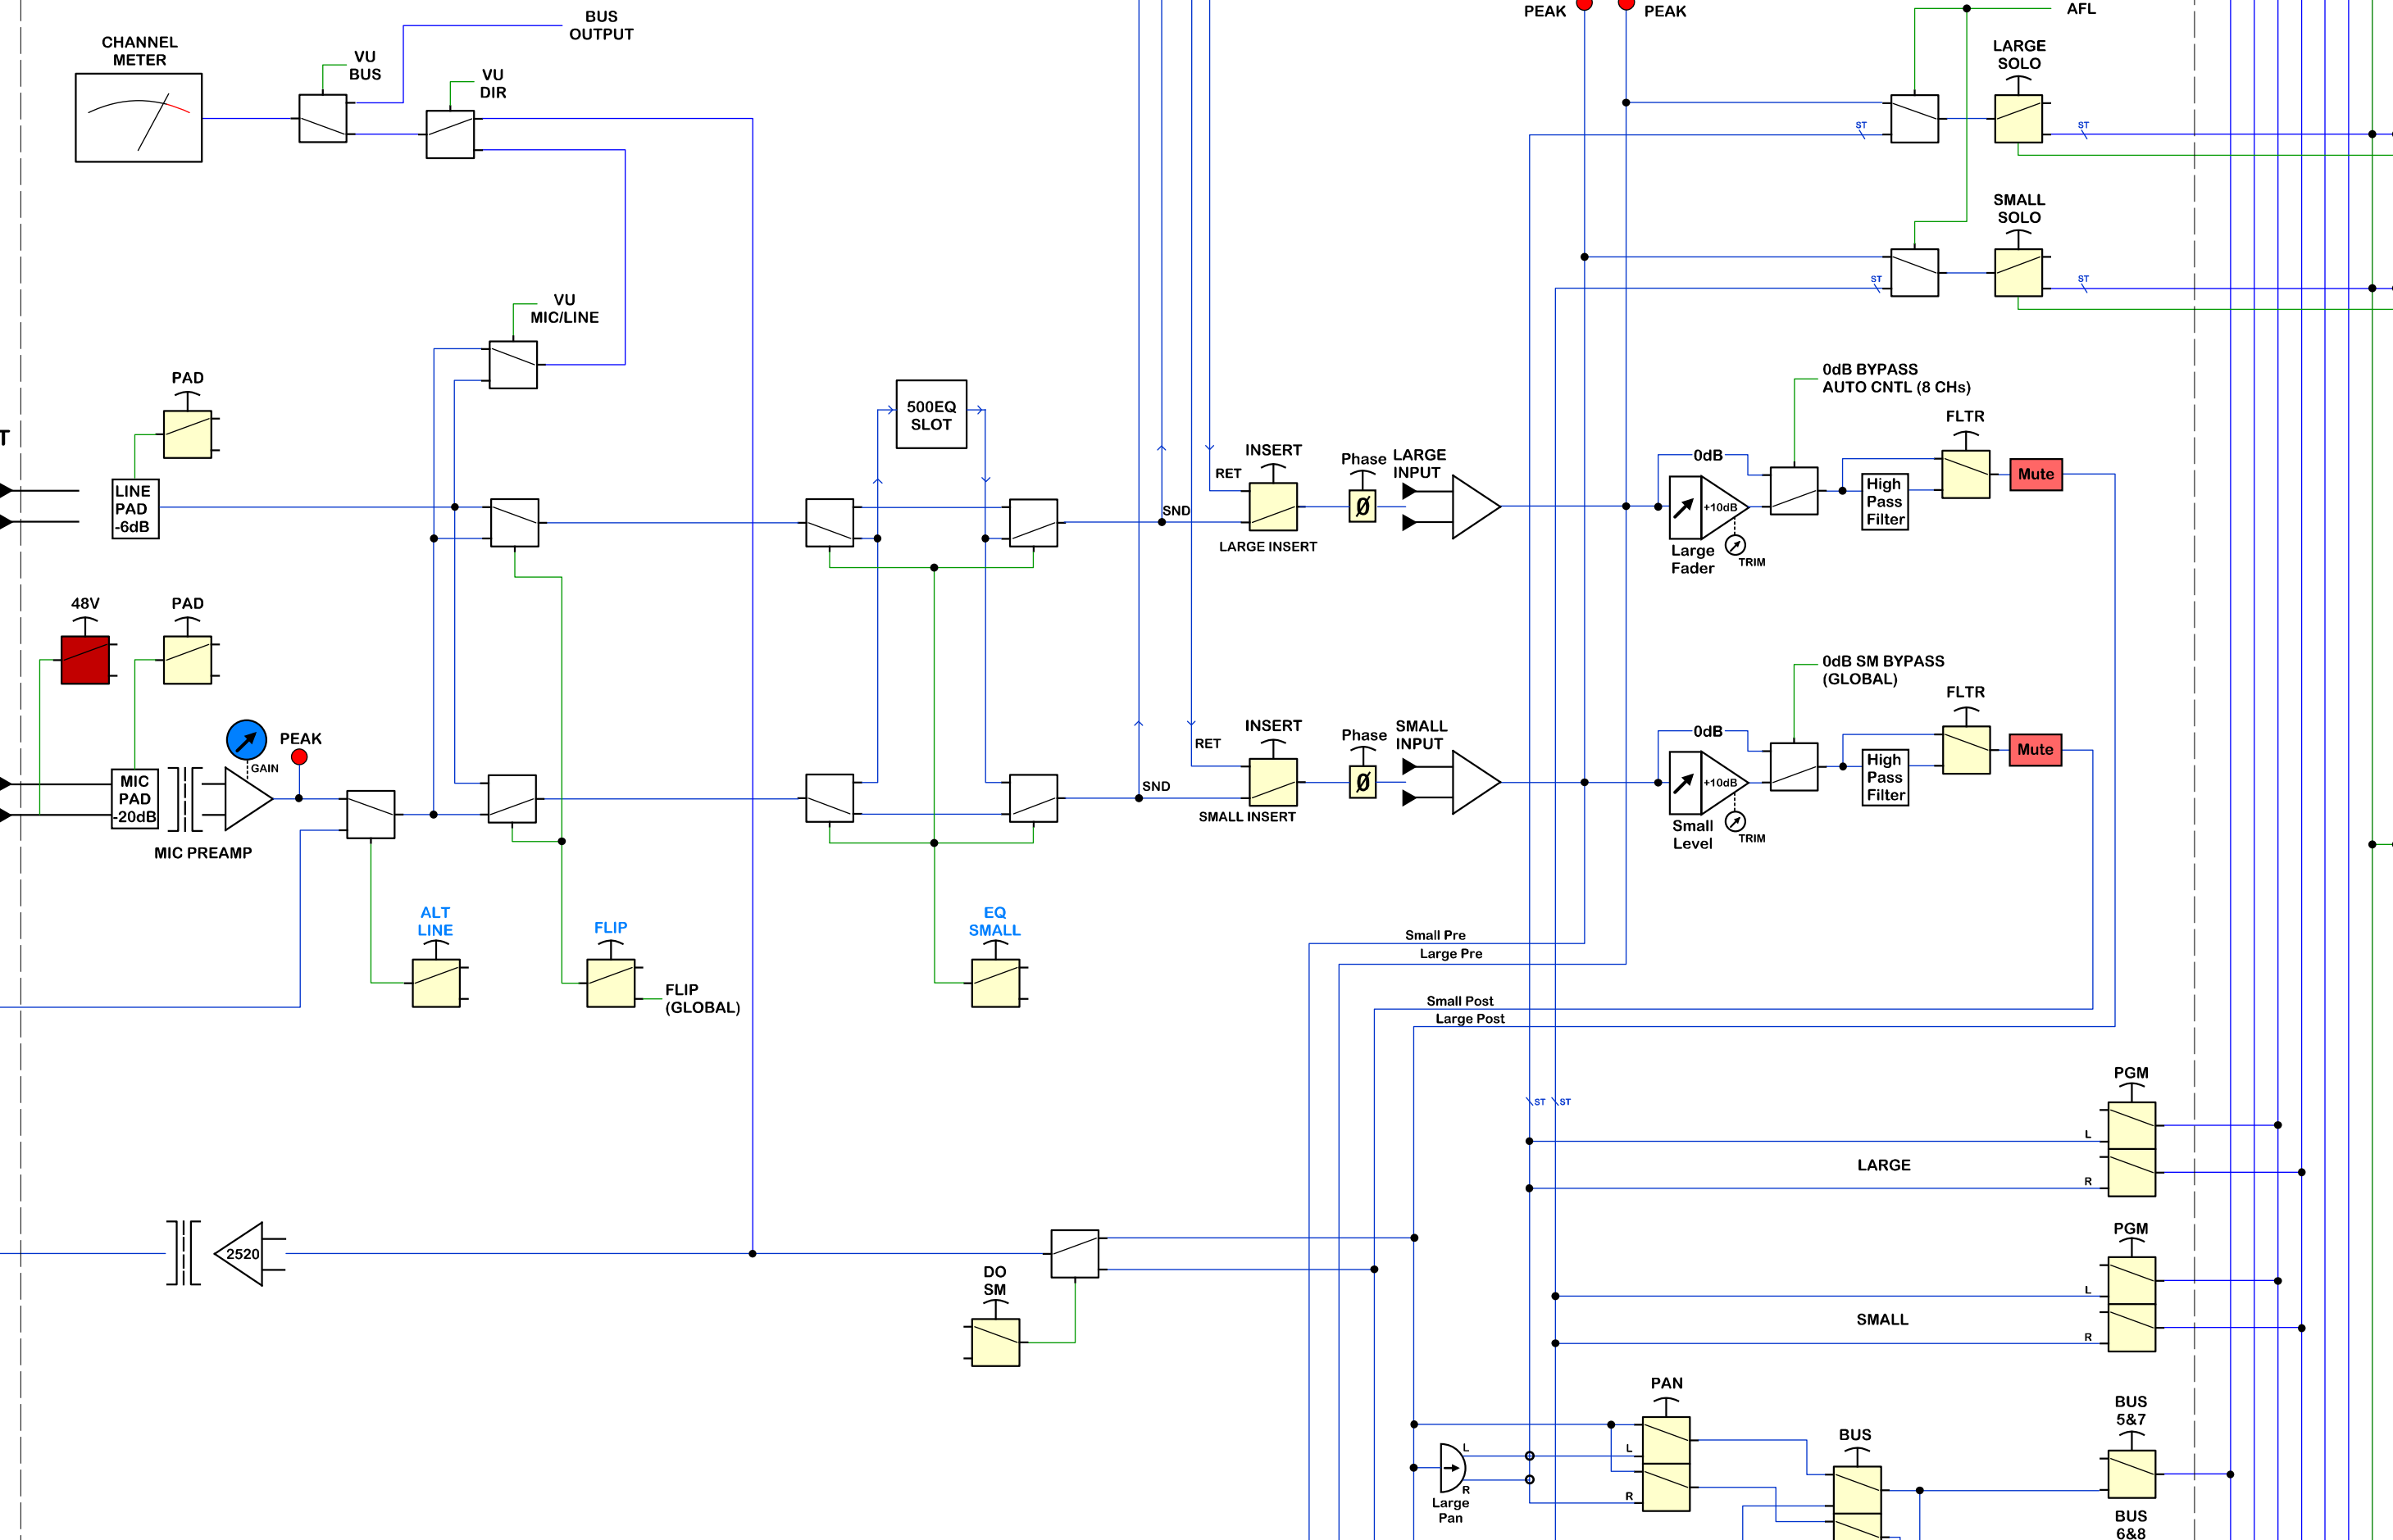 BUS
OUTPUT
PEAK
PEAK
AFL
CHANNEL
METER
VU
BUS
VU
DIR
LARGE
SOLO
ST
ST
SMALL
SOLO
ST
ST
VU
MIC/LINE
PAD
500EQ
SLOT
0dB BYPASS
AUTO CNTL (8 CHs)
FLTR
T
LINE
PAD
-6dB
INSERT
RET
SND
LARGE INSERT
Phase
Ø
LARGE
INPUT
0dB
+10dB
Large
Fader
TRIM
High
Pass
Filter
Mute
48V
PAD
0dB SM BYPASS
(GLOBAL)
FLTR
GAIN
PEAK
MIC
PAD
-20dB
MIC PREAMP
INSERT
RET
SND
SMALL INSERT
Phase
Ø
SMALL
INPUT
0dB
+10dB
Small
Level
TRIM
High
Pass
Filter
Mute
ALT
LINE
FLIP
FLIP
(GLOBAL)
EQ
SMALL
Small Pre
Large Pre
Small Post
Large Post
ST
ST
PGM
L
LARGE
R
2520
DO
SM
PGM
L
SMALL
R
PAN
L
R
L
R
Large
Pan
BUS
BUS
5&7
BUS
6&8